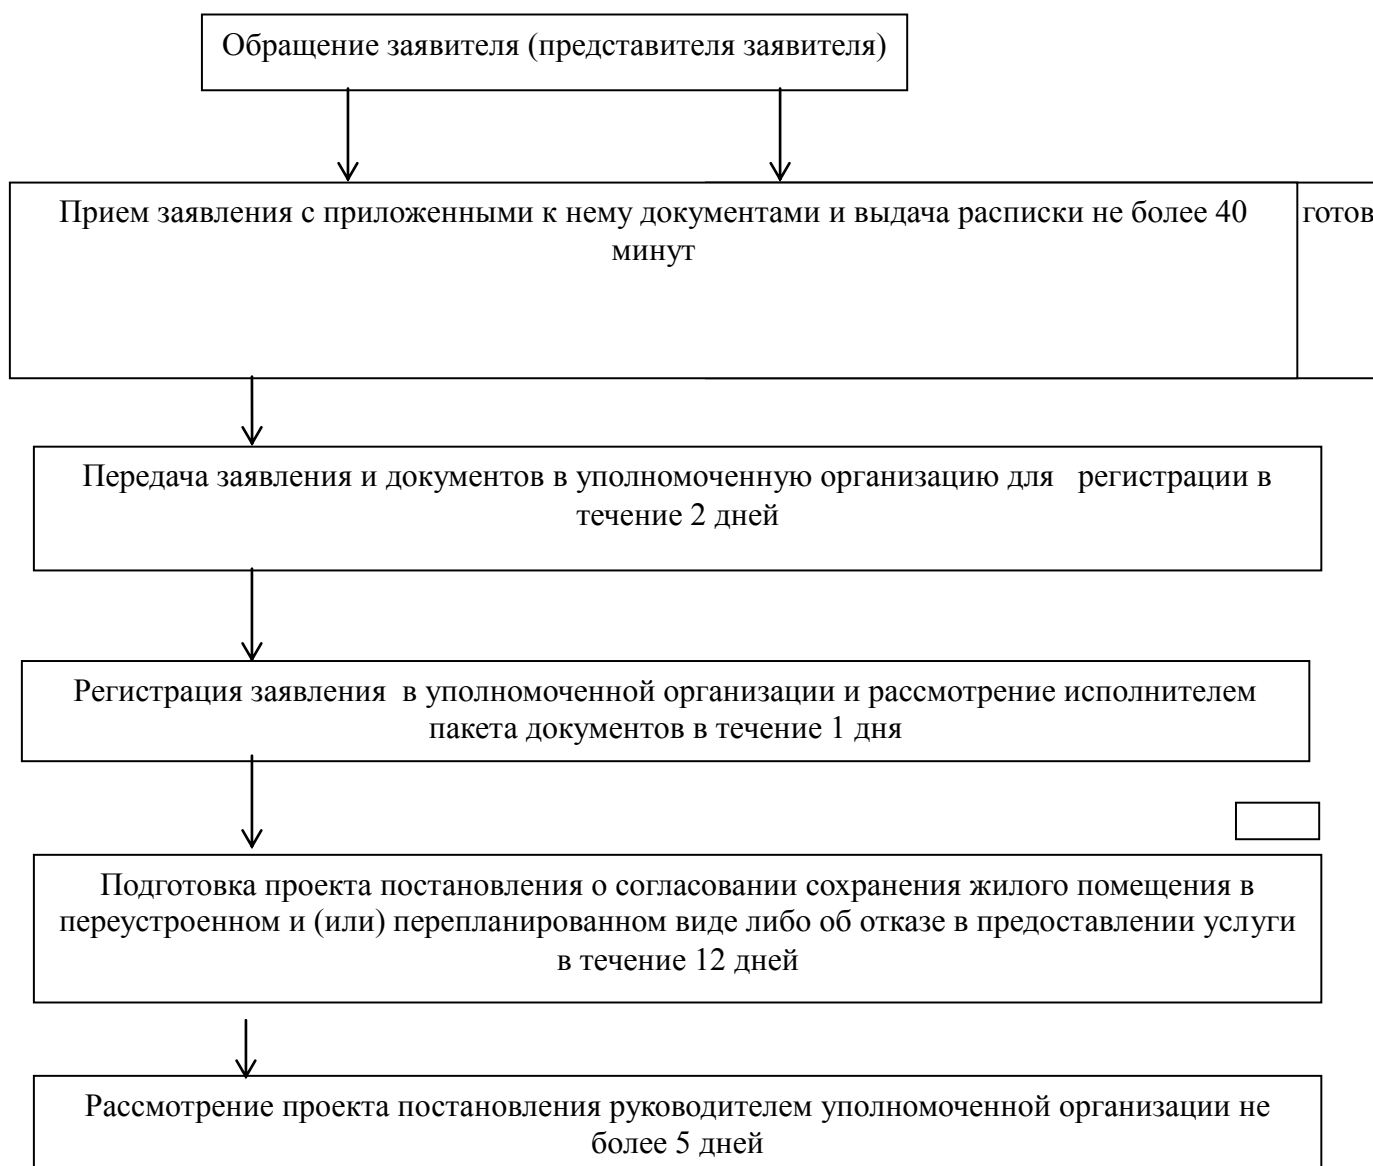 Обращение заявителя (представителя заявителя)
Прием заявления с приложенными к нему документами и выдача расписки не более 40
минут
готов
Передача заявления и документов в уполномоченную организацию для регистрации в
течение 2 дней
Регистрация заявления в уполномоченной организации и рассмотрение исполнителем
пакета документов в течение 1 дня
Подготовка проекта постановления о согласовании сохранения жилого помещения в
переустроенном и (или) перепланированном виде либо об отказе в предоставлении услуги
в течение 12 дней
Рассмотрение проекта постановления руководителем уполномоченной организации не
более 5 дней